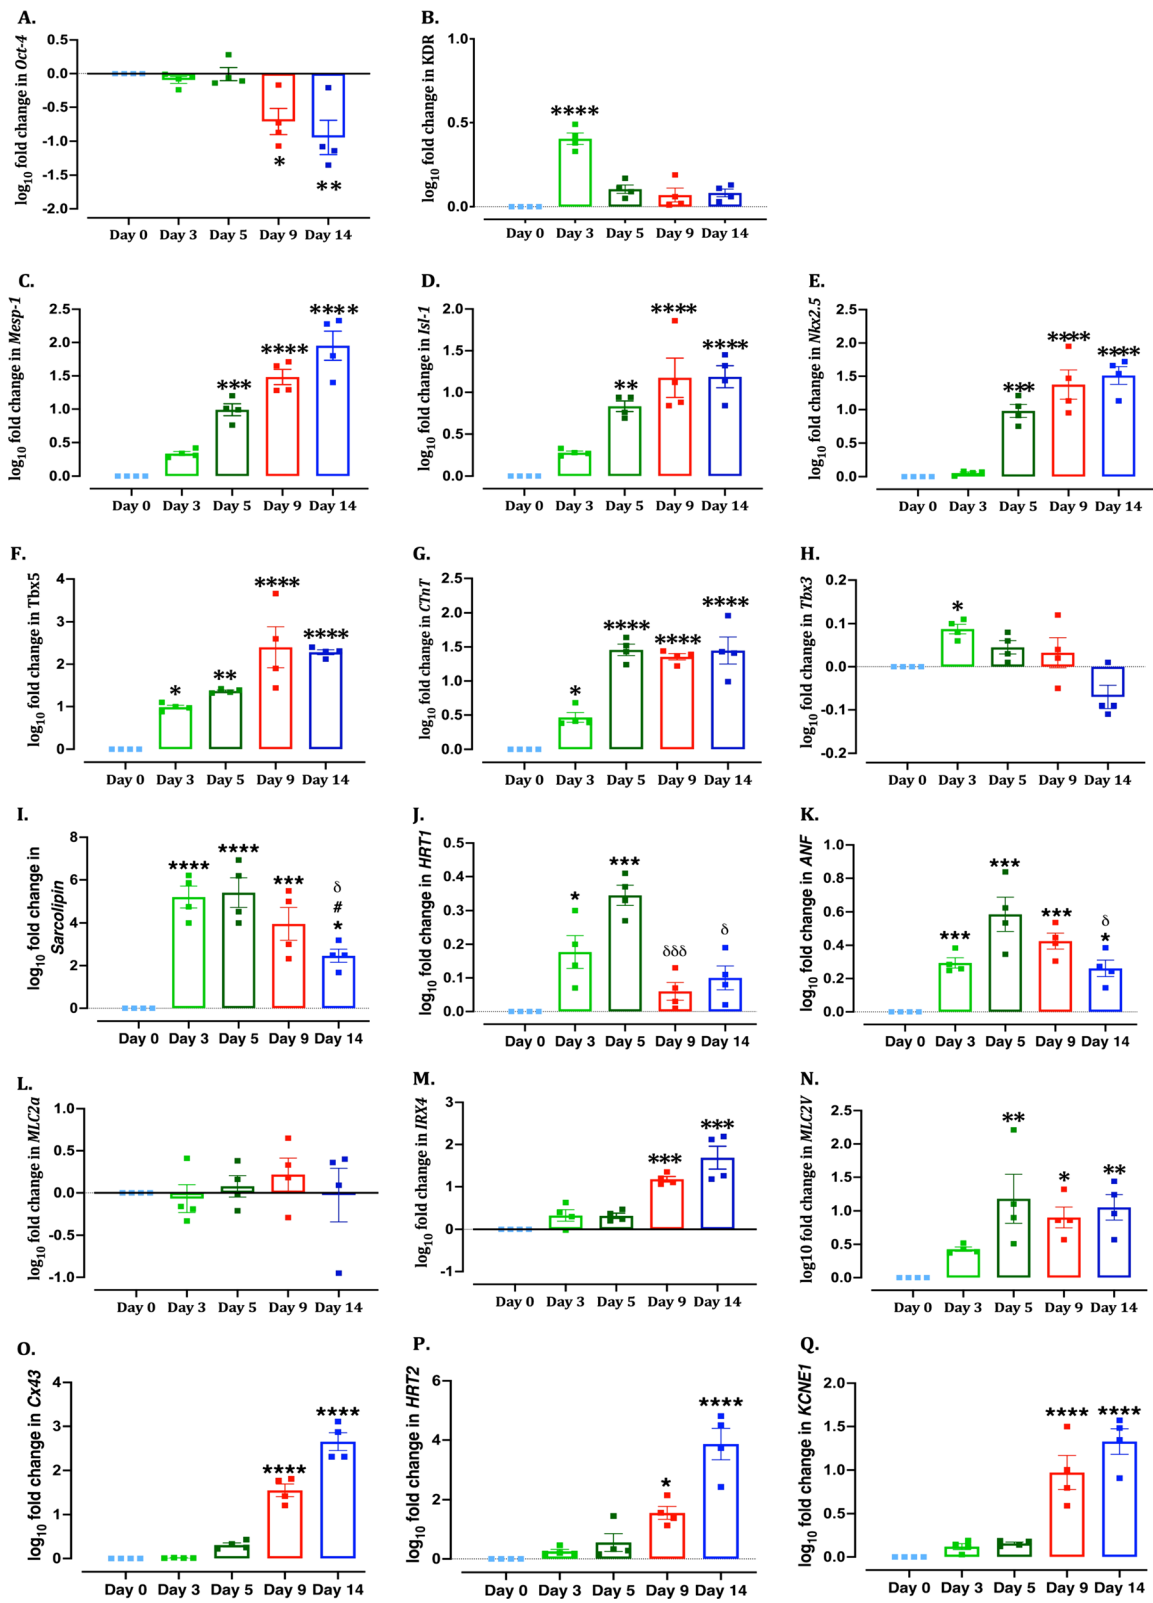 A.
log10 fold change in Oct-4
0.5
0.0
-0.5
-1.0
-1.5
-2.0
*
**
Day 0 Day 3 Day 5 Day 9 Day 14
B.
log10 fold change in KDR
1.0
0.5
0.0
****
Day 0 Day 3 Day 5 Day 9 Day 14
C.
log10 fold change in Mesp-1
2.5
2.0
1.5
1.0
0.5
0.0
*** **** ****
Day 0 Day 3 Day 5 Day 9 Day 14
D.
log10 fold change in Isl-1
2.0
1.5
1.0
0.5
0.0
** **** ****
Day 0 Day 3 Day 5 Day 9 Day 14
E.
log10 fold change in Nkx2.5
2.5
2.0
1.5
1.0
0.5
0.0
*** **** ****
Day 0 Day 3 Day 5 Day 9 Day 14
F.
log10 fold change in Tbx5
4
3
2
1
0
* ** **** ****
Day 0 Day 3 Day 5 Day 9 Day 14
G.
log10 fold change in CTnT
2.5
2.0
1.5
1.0
0.5
0.0
* **** **** ****
Day 0 Day 3 Day 5 Day 9 Day 14
H.
log10 fold change in Tbx3
0.2
0.1
0.0
-0.1
-0.2
*
Day 0 Day 3 Day 5 Day 9 Day 14
I.
log10 fold change in
Sarcolipin
8
6
4
2
0
**** **** ***
δ
#
*
Day 0 Day 3 Day 5 Day 9 Day 14
J.
log10 fold change in HRT1
0.5
0.4
0.3
0.2
0.1
0.0
* *** δδδ δ
Day 0 Day 3 Day 5 Day 9 Day 14
K.
log10 fold change in ANF
1.0
0.8
0.6
0.4
0.2
0.0
*** *** ***
δ
*
Day 0 Day 3 Day 5 Day 9 Day 14
L.
log10 fold change in MLC2a
1.0
0.5
0.0
-0.5
-1.0
Day 0 Day 3 Day 5 Day 9 Day 14
M.
log10 fold change in IRX4
3
2
1
0
-1
*** ***
Day 0 Day 3 Day 5 Day 9 Day 14
N.
log10 fold change in MLC2V
2.5
2.0
1.5
1.0
0.5
0.0
** * **
Day 0 Day 3 Day 5 Day 9 Day 14
O.
log10 fold change in Cx43
4
3
2
1
0
**** ****
Day 0 Day 3 Day 5 Day 9 Day 14
P.
log10 fold change in HRT2
6
4
2
0
* ****
Day 0 Day 3 Day 5 Day 9 Day 14
Q.
log10 fold change in KCNE1
2.0
1.5
1.0
0.5
0.0
**** ****
Day 0 Day 3 Day 5 Day 9 Day 14